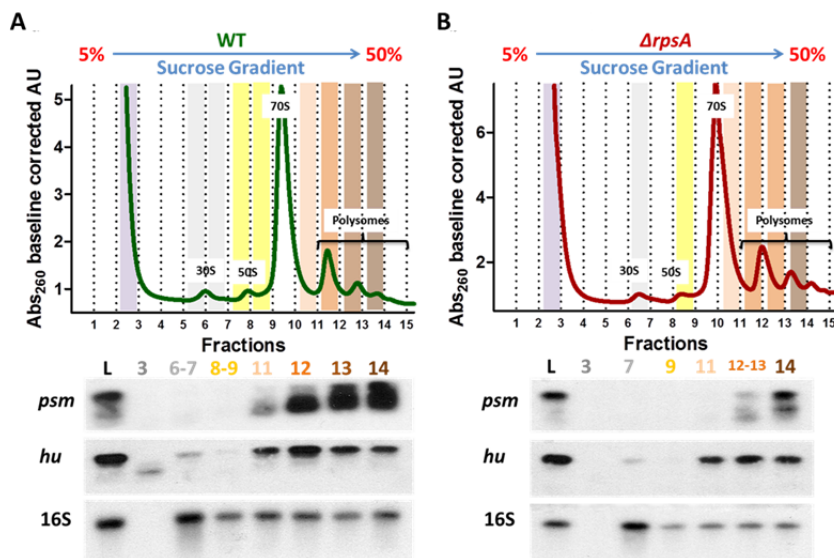 A
WT
5% 50%
Sucrose Gradient
Abs260 baseline corrected AU
5
4
3
2
1
70S
Polysomes
30S
50S
1 2 3 4 5 6 7 8 9 10 11 12 13 14 15
Fractions
L 3 6-7 8-9 11 12 13 14
psm
hu
16S
B
ΔrpsA
5% 50%
Sucrose Gradient
Abs260 baseline corrected AU
6
4
2
70S
Polysomes
30S
50S
1 2 3 4 5 6 7 8 9 10 11 12 13 14 15
Fractions
L 3 7 9 11 12-13 14
psm
hu
16S